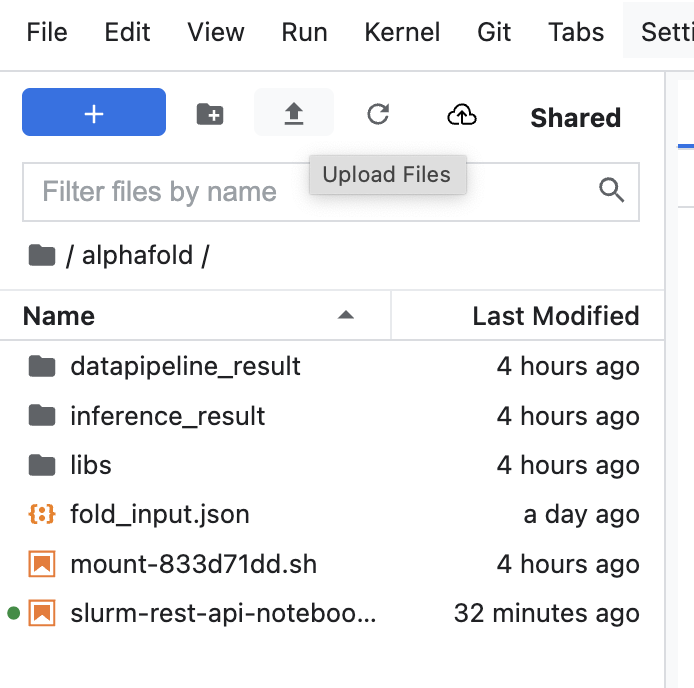 File Edit View Run Kernel Git Tabs Setti
+ Shared
Upload Files
Filter files by name
/ alphafold /
Name Last Modified
datapipeline_result 4 hours ago
inference_result 4 hours ago
libs 4 hours ago
fold_input.json a day ago
mount-833d71dd.sh 4 hours ago
slurm-rest-api-noteboo... 32 minutes ago